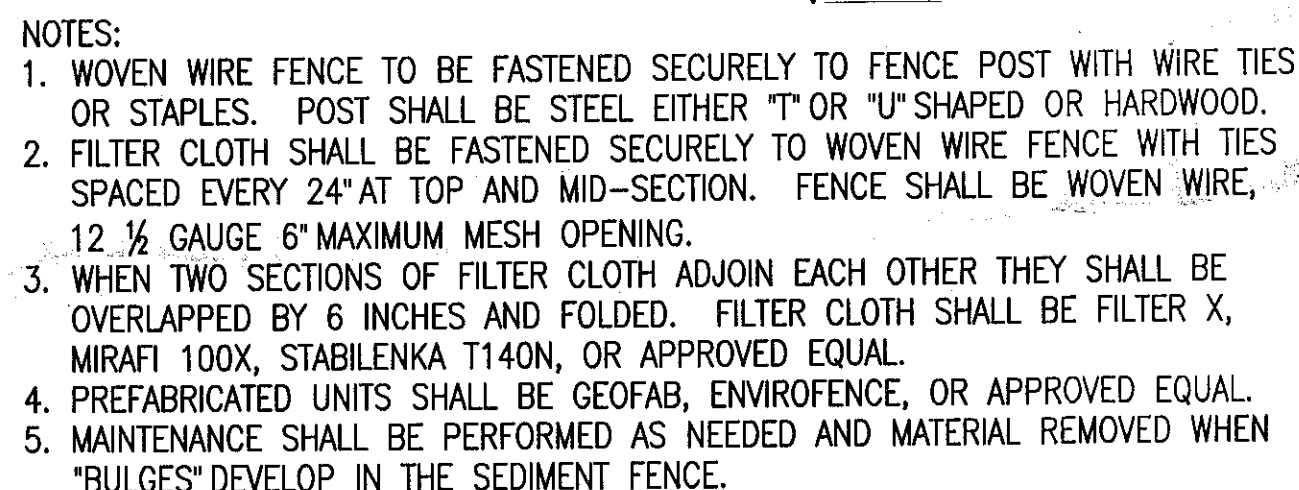 NOTES:
1. WOVEN WIRE FENCE TO BE FASTENED SECURELY TO FENCE POST WITH WIRE TIES
OR STAPLES. POST SHALL BE STEEL EITHER "T" OR "U" SHAPED OR HARDWOOD.
2. FILTER CLOTH SHALL BE FASTENED SECURELY TO WOVEN WIRE FENCE WITH TIES
SPACED EVERY 24" AT TOP AND MID-SECTION. FENCE SHALL BE WOVEN WIRE,
12 ½ GAUGE 6" MAXIMUM MESH OPENING.
3. WHEN TWO SECTIONS OF FILTER CLOTH ADJOIN EACH OTHER THEY SHALL BE
OVERLAPPED BY 6 INCHES AND FOLDED. FILTER CLOTH SHALL BE FILTER X,
MIRAFI 100X, STABILENKA T140N, OR APPROVED EQUAL.
4. PREFABRICATED UNITS SHALL BE GEOFAB, ENVIROFENCE, OR APPROVED EQUAL.
5. MAINTENANCE SHALL BE PERFORMED AS NEEDED AND MATERIAL REMOVED WHEN
"BULGES" DEVELOP IN THE SEDIMENT FENCE.